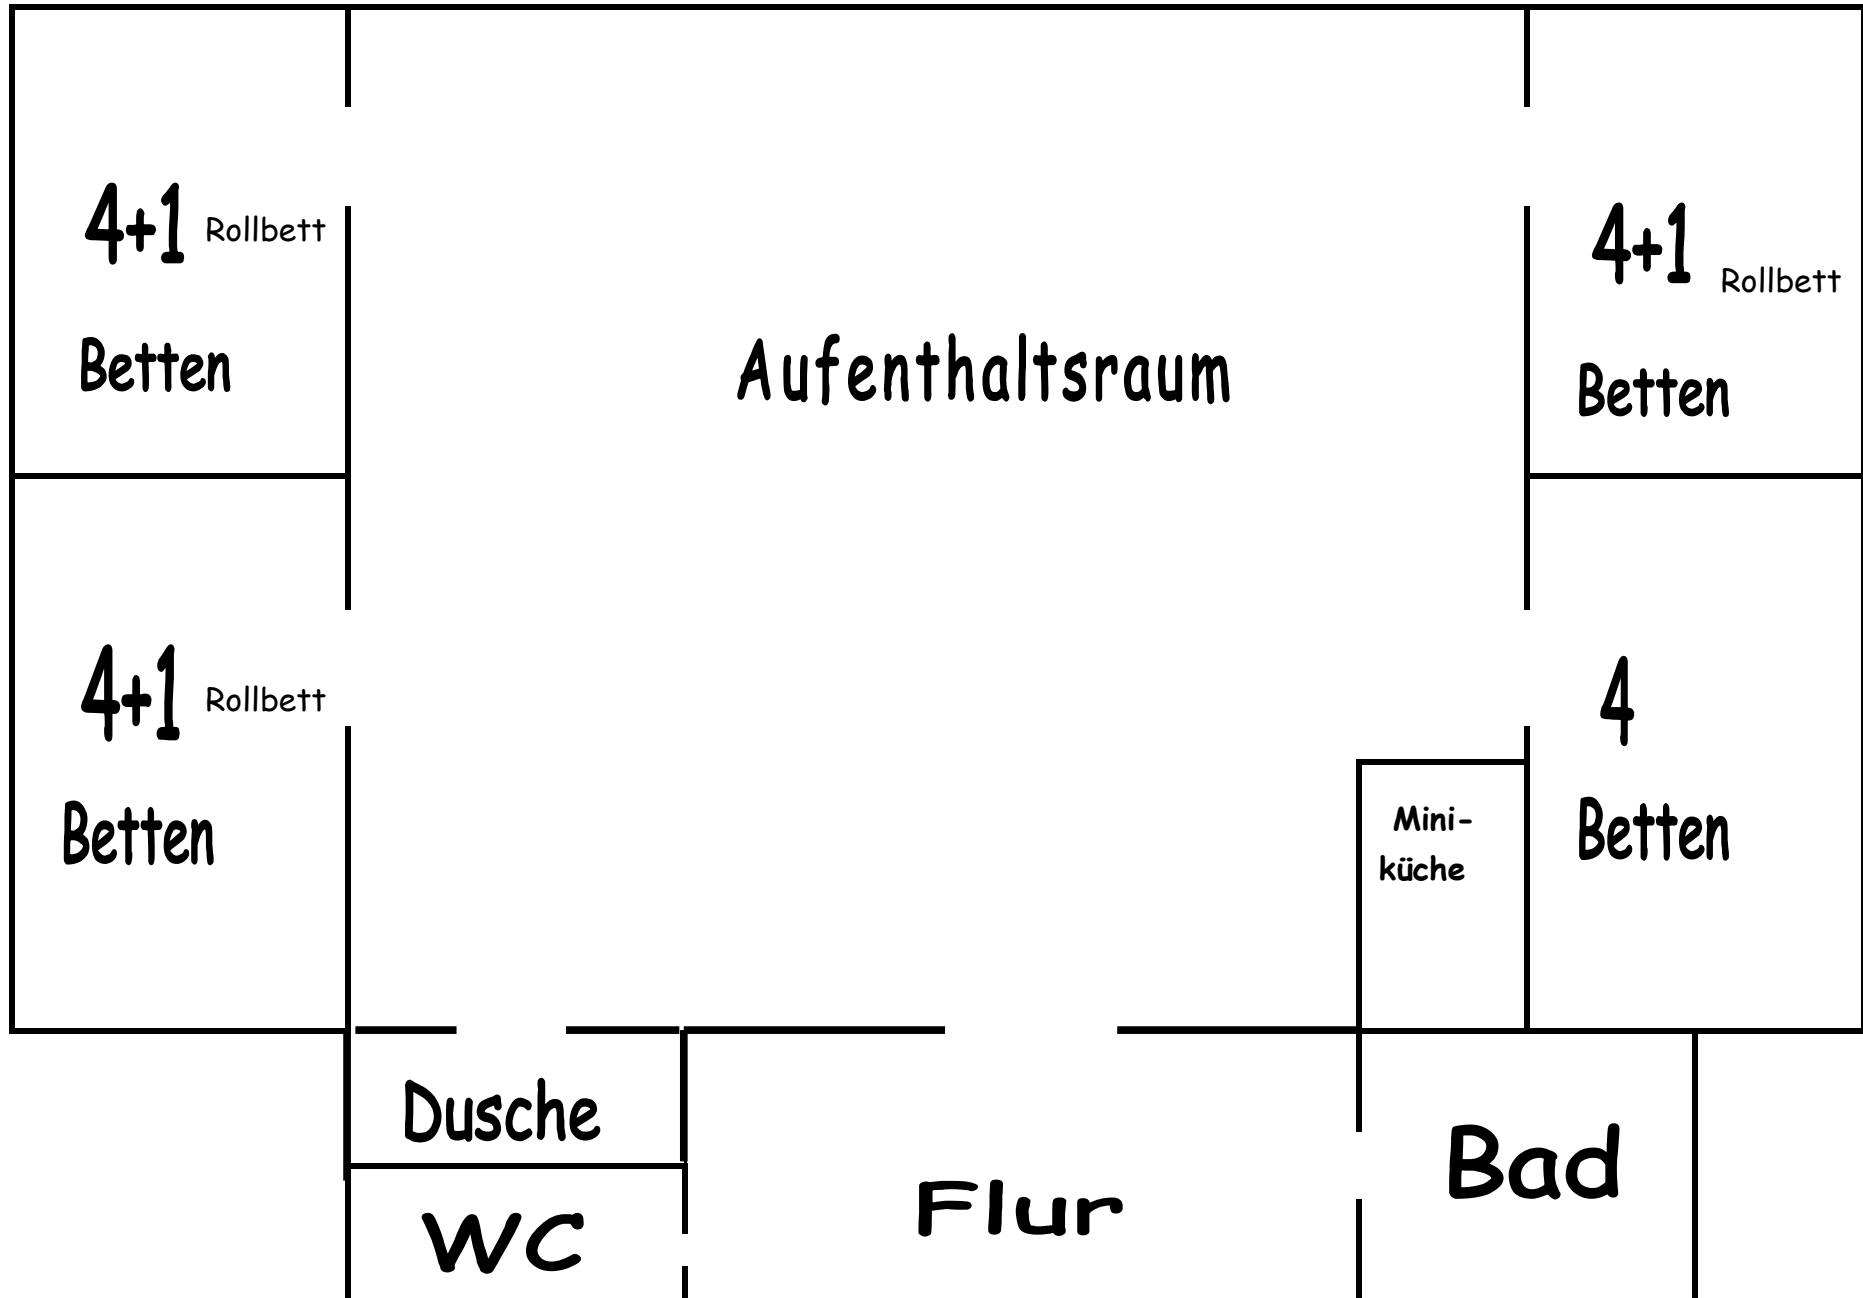 4+1 Rollbett
Betten
4+1
Rollbett
Betten
Aufenthaltsraum
4+1 Rollbett
Betten
4
Betten
Mini-
küche
Dusche
WC
Flur
Bad